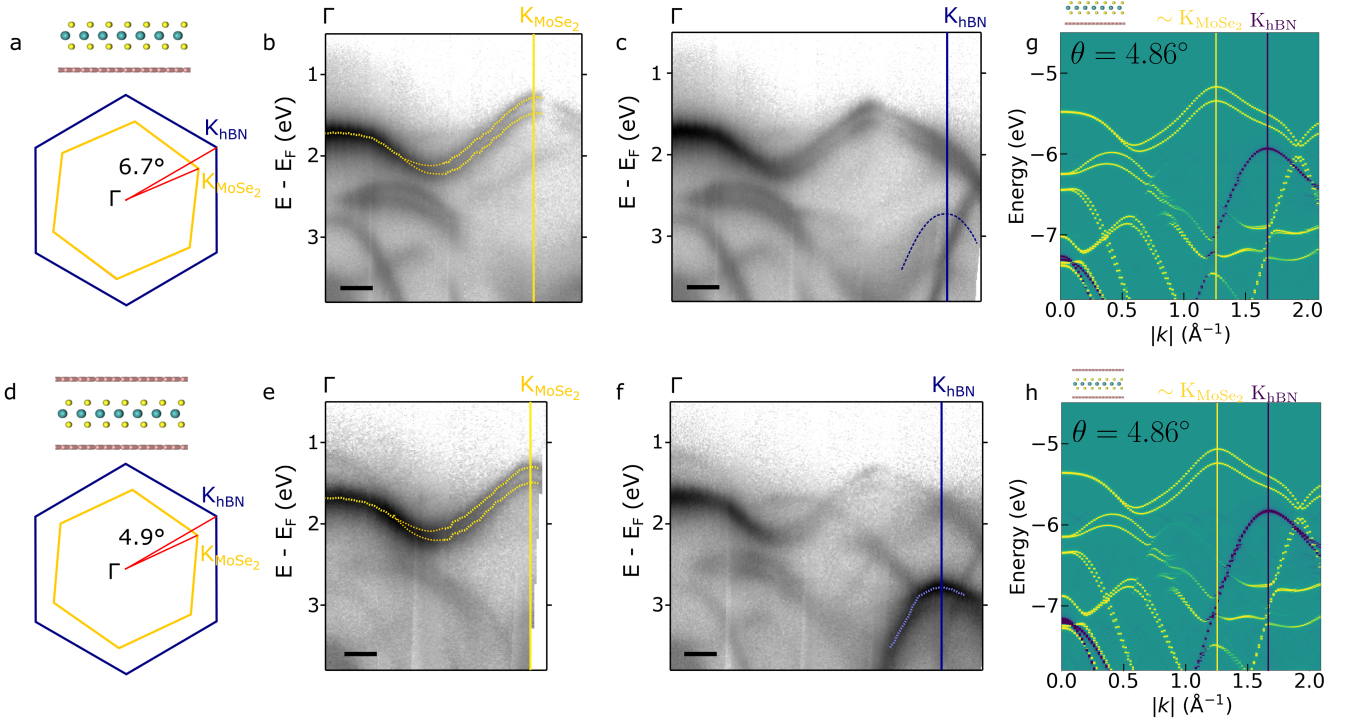 a
K_hBN
6.7°
K_MoSe₂
Γ
b
Γ
K_MoSe₂
E - E_F (eV)
1
2
3
c
Γ
K_hBN
E - E_F (eV)
1
2
3
g
~ K_MoSe₂ K_hBN
θ = 4.86°
Energy (eV)
−5
−6
−7
0.0 0.5 1.0 1.5 2.0
|k| (Å⁻¹)
d
K_hBN
4.9°
K_MoSe₂
Γ
e
Γ
K_MoSe₂
E - E_F (eV)
1
2
3
f
Γ
K_hBN
E - E_F (eV)
1
2
3
h
~ K_MoSe₂ K_hBN
θ = 4.86°
Energy (eV)
−5
−6
−7
0.0 0.5 1.0 1.5 2.0
|k| (Å⁻¹)